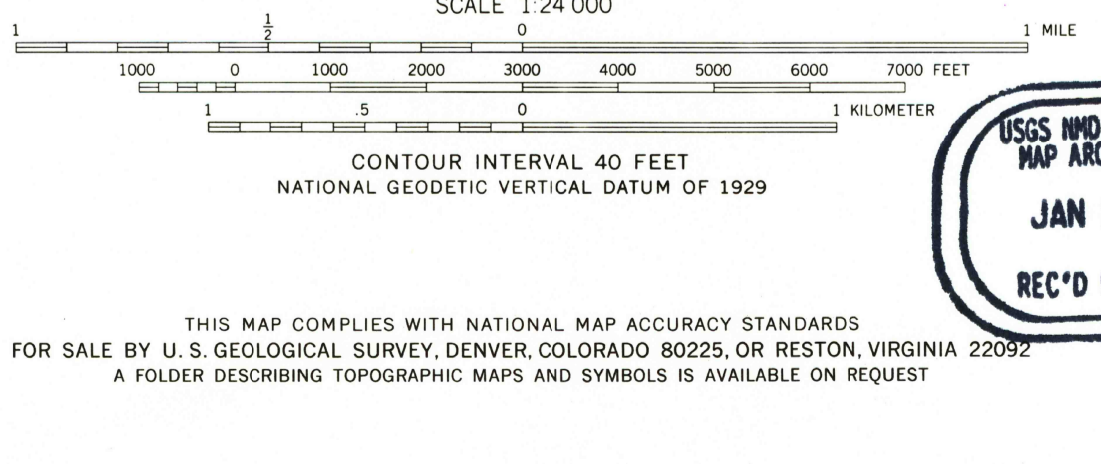 SCALE 1:24 000
1 1/2 0 1 MILE
1000 0 1000 2000 3000 4000 5000 6000 7000 FEET
1 .5 0 1 KILOMETER
CONTOUR INTERVAL 40 FEET
NATIONAL GEODETIC VERTICAL DATUM OF 1929
USGS NMD
MAP ARC
JAN
REC'D
THIS MAP COMPLIES WITH NATIONAL MAP ACCURACY STANDARDS
FOR SALE BY U. S. GEOLOGICAL SURVEY, DENVER, COLORADO 80225, OR RESTON, VIRGINIA 22092
A FOLDER DESCRIBING TOPOGRAPHIC MAPS AND SYMBOLS IS AVAILABLE ON REQUEST